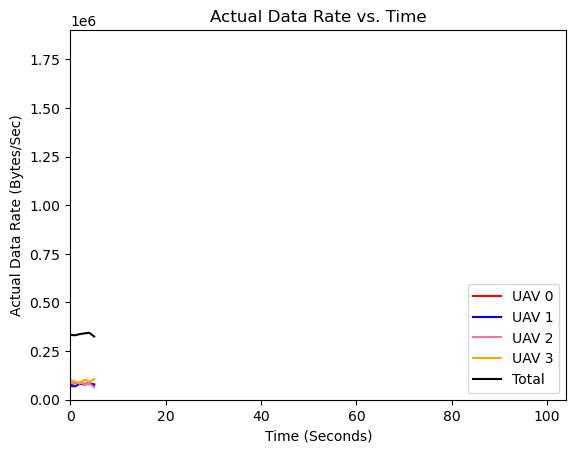 Actual Data Rate vs. Time
1e6
Actual Data Rate (Bytes/Sec)
1.75
1.50
1.25
1.00
0.75
0.50
0.25
0.00
0 20 40 60 80 100
Time (Seconds)
UAV 0
UAV 1
UAV 2
UAV 3
Total